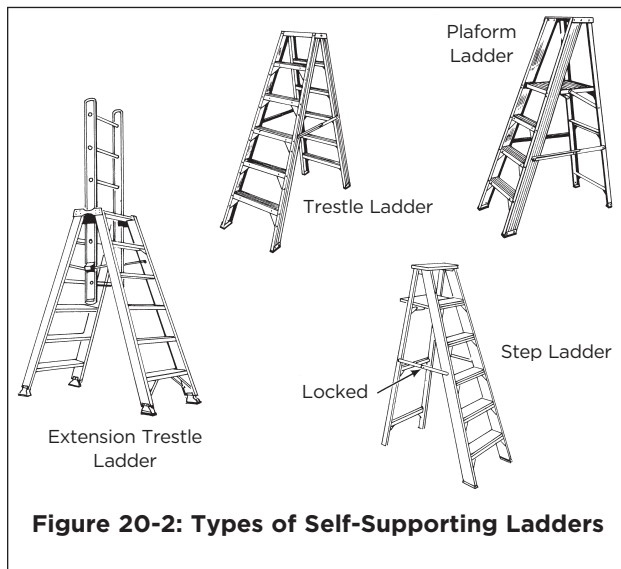 Plaform
Ladder
Trestle Ladder
Step Ladder
Locked
Extension Trestle
Ladder
Figure 20-2: Types of Self-Supporting Ladders